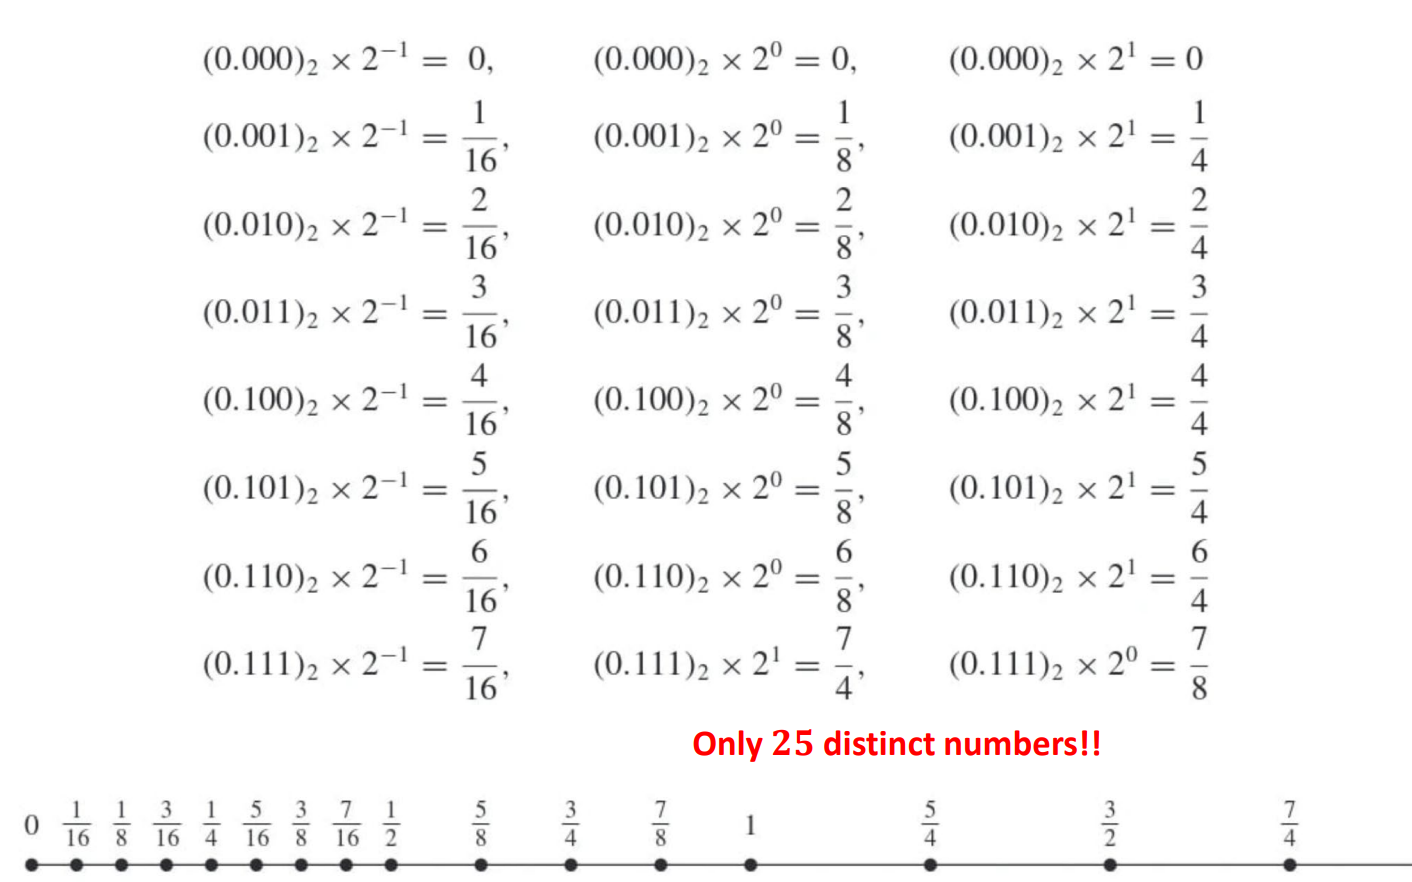 (0.000)₂ × 2⁻¹ = 0, (0.000)₂ × 2⁰ = 0, (0.000)₂ × 2¹ = 0
(0.001)₂ × 2⁻¹ = 1/16, (0.001)₂ × 2⁰ = 1/8, (0.001)₂ × 2¹ = 1/4
(0.010)₂ × 2⁻¹ = 2/16, (0.010)₂ × 2⁰ = 2/8, (0.010)₂ × 2¹ = 2/4
(0.011)₂ × 2⁻¹ = 3/16, (0.011)₂ × 2⁰ = 3/8, (0.011)₂ × 2¹ = 3/4
(0.100)₂ × 2⁻¹ = 4/16, (0.100)₂ × 2⁰ = 4/8, (0.100)₂ × 2¹ = 4/4
(0.101)₂ × 2⁻¹ = 5/16, (0.101)₂ × 2⁰ = 5/8, (0.101)₂ × 2¹ = 5/4
(0.110)₂ × 2⁻¹ = 6/16, (0.110)₂ × 2⁰ = 6/8, (0.110)₂ × 2¹ = 6/4
(0.111)₂ × 2⁻¹ = 7/16, (0.111)₂ × 2¹ = 7/4, (0.111)₂ × 2⁰ = 7/8
Only 25 distinct numbers!!
0 1/16 1/8 3/16 1/4 5/16 3/8 7/16 1/2 5/8 3/4 7/8 1 5/4 3/2 7/4